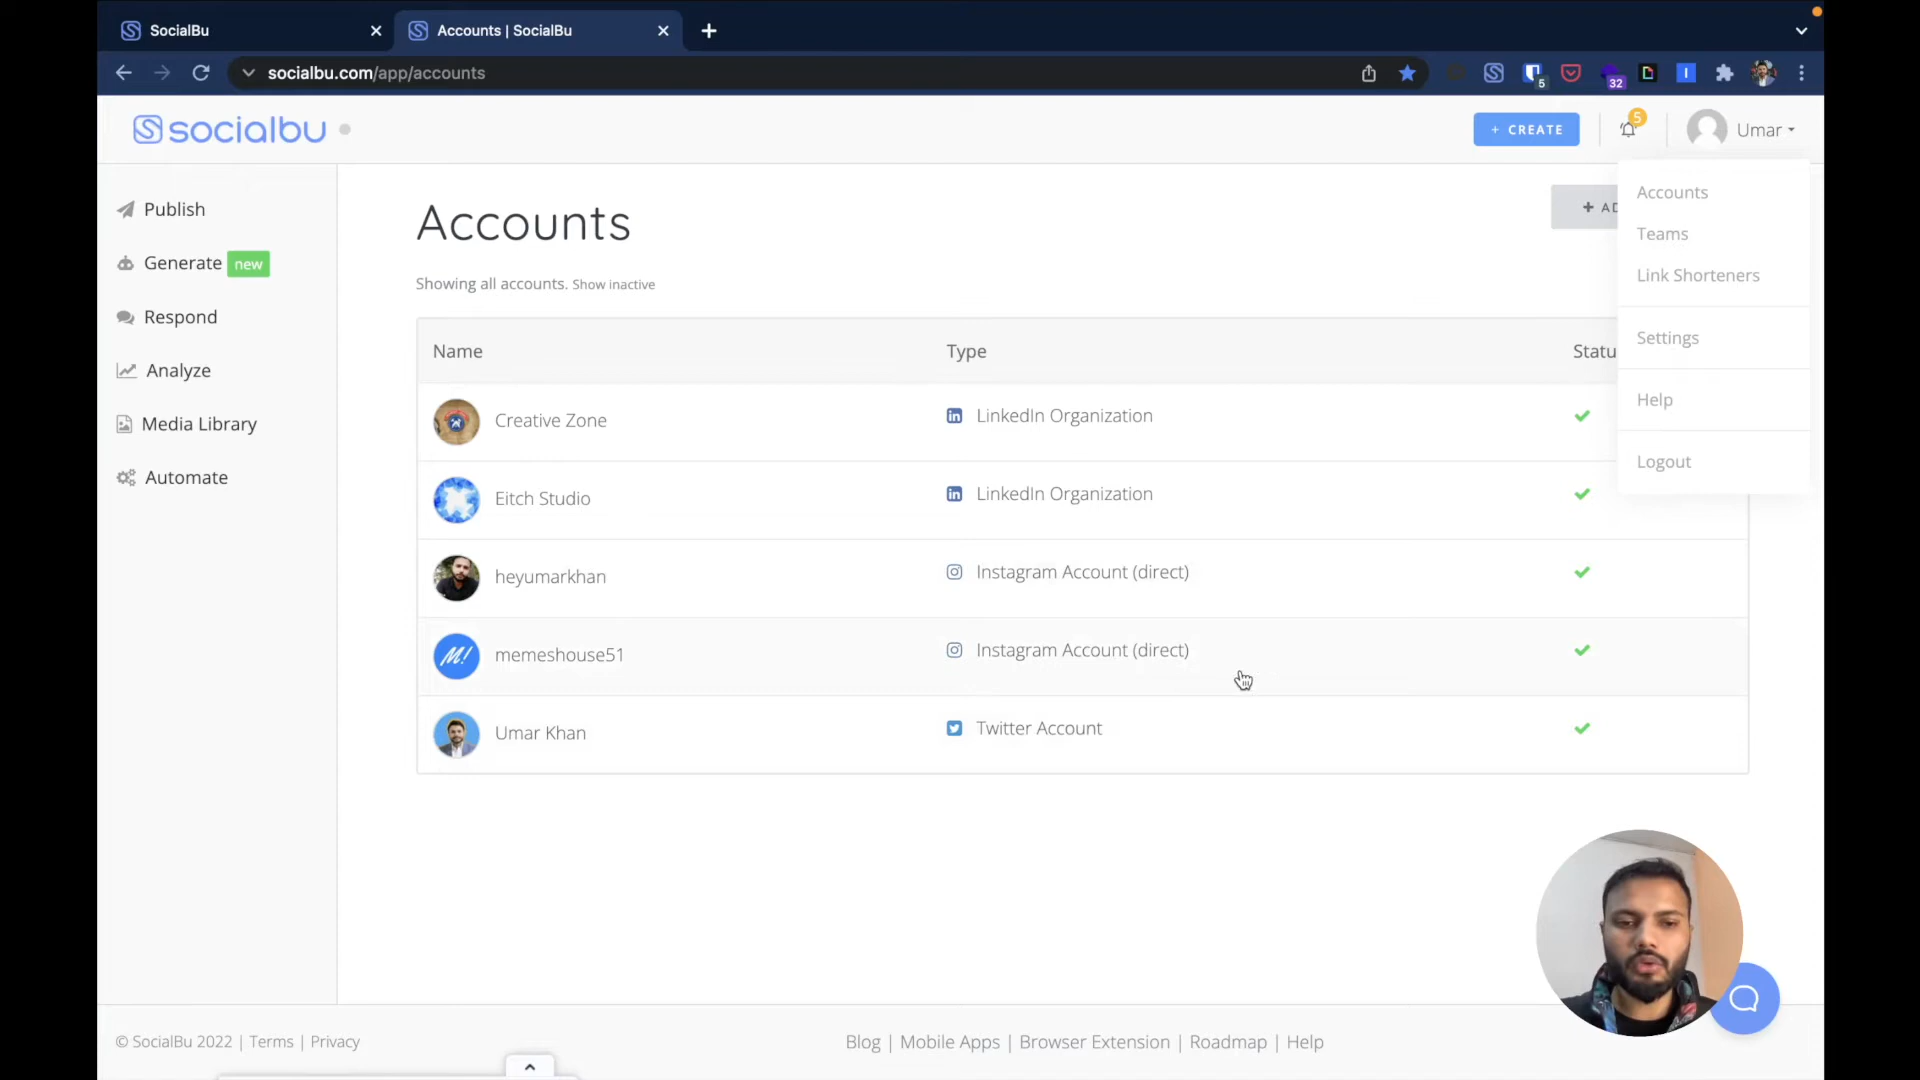 SocialBu
Accounts | SocialBu
socialbu.com/app/accounts
5
32
socialbu
+ CREATE
5
Umar
Publish
Generate new
Respond
Analyze
Media Library
Automate
Accounts
+ AD
Showing all accounts. Show inactive
Name Type Statu
Creative Zone LinkedIn Organization
Eitch Studio LinkedIn Organization
heyumarkhan Instagram Account (direct)
M! memeshouse51 Instagram Account (direct)
Umar Khan Twitter Account
Accounts
Teams
Link Shorteners
Settings
Help
Logout
© SocialBu 2022 | Terms | Privacy
Blog | Mobile Apps | Browser Extension | Roadmap | Help